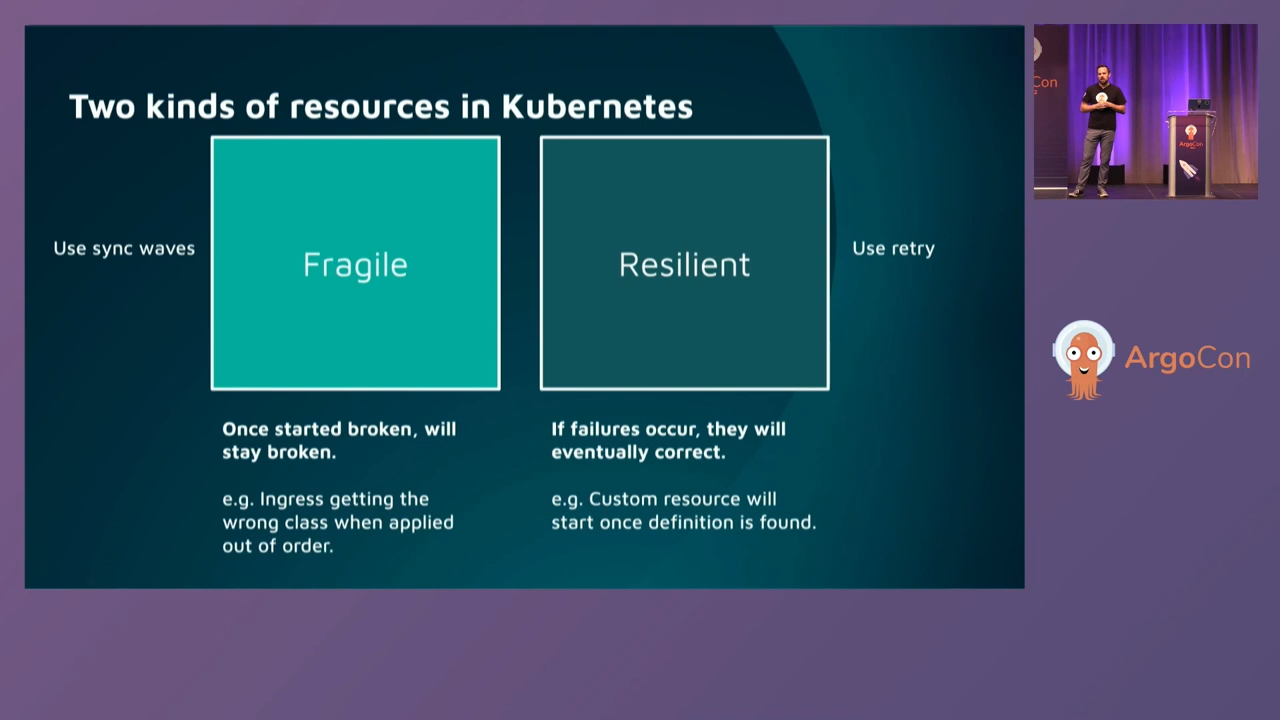 Two kinds of resources in Kubernetes
Use sync waves
Fragile
Resilient
Use retry
Once started broken, will
stay broken.
e.g. Ingress getting the
wrong class when applied
out of order.
If failures occur, they will
eventually correct.
e.g. Custom resource will
start once definition is found.
Con
ArgoCon
ArgoCon